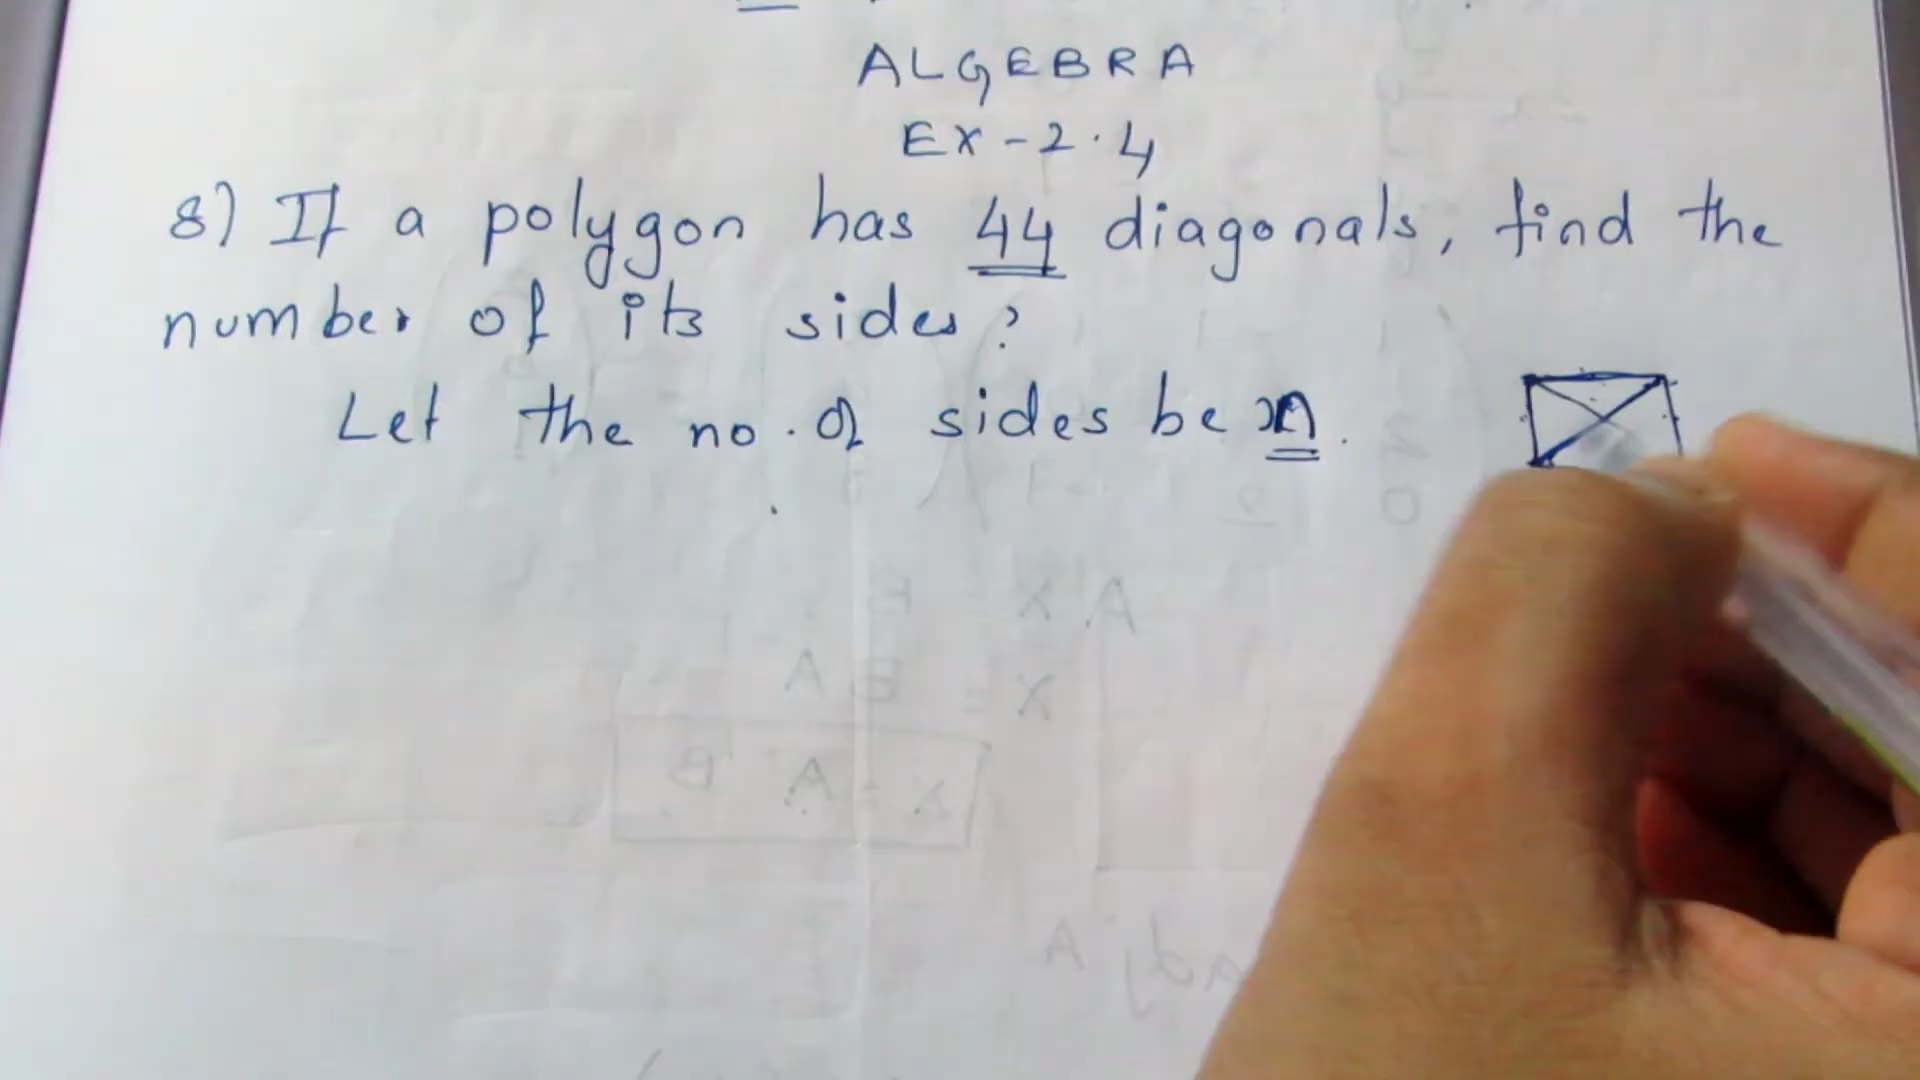 ALGEBRA
EX-2.4
8) If a polygon has 44 diagonals, find the
number of its sides?
Let the no. of sides be n.